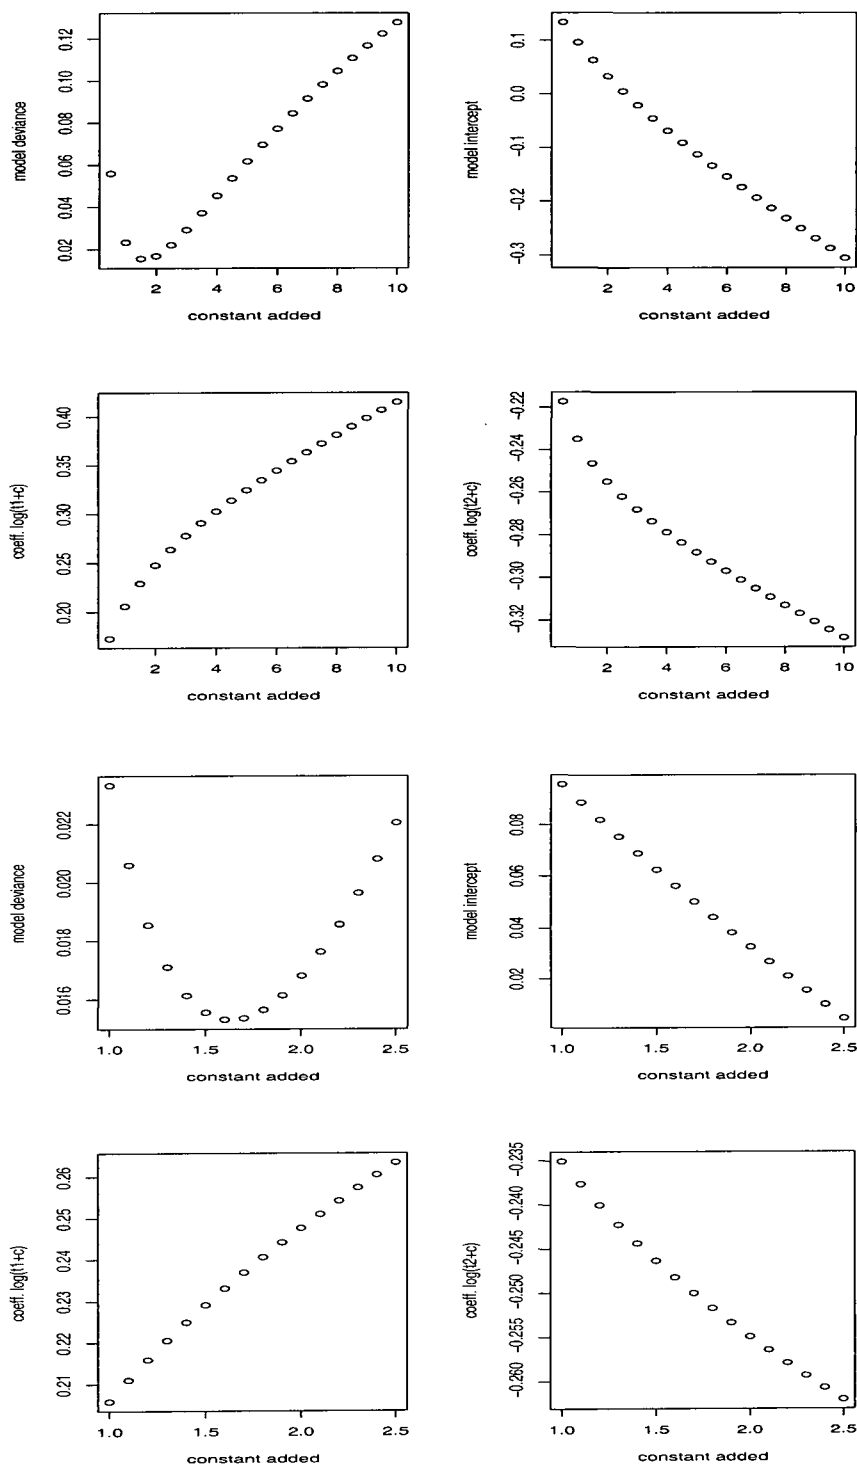 model deviance
0.02 0.04 0.06 0.08 0.10 0.12
2 4 6 8 10
constant added
model intercept
-0.3 -0.2 -0.1 0.0 0.1
2 4 6 8 10
constant added
coeff. log(t1+c)
0.20 0.25 0.30 0.35 0.40
2 4 6 8 10
constant added
coeff. log(t2+c)
-0.32 -0.30 -0.28 -0.26 -0.24 -0.22
2 4 6 8 10
constant added
model deviance
0.016 0.018 0.020 0.022
1.0 1.5 2.0 2.5
constant added
model intercept
0.02 0.04 0.06 0.08
1.0 1.5 2.0 2.5
constant added
coeff. log(t1+c)
0.21 0.22 0.23 0.24 0.25 0.26
1.0 1.5 2.0 2.5
constant added
coeff. log(t2+c)
-0.260 -0.255 -0.250 -0.245 -0.240 -0.235
1.0 1.5 2.0 2.5
constant added